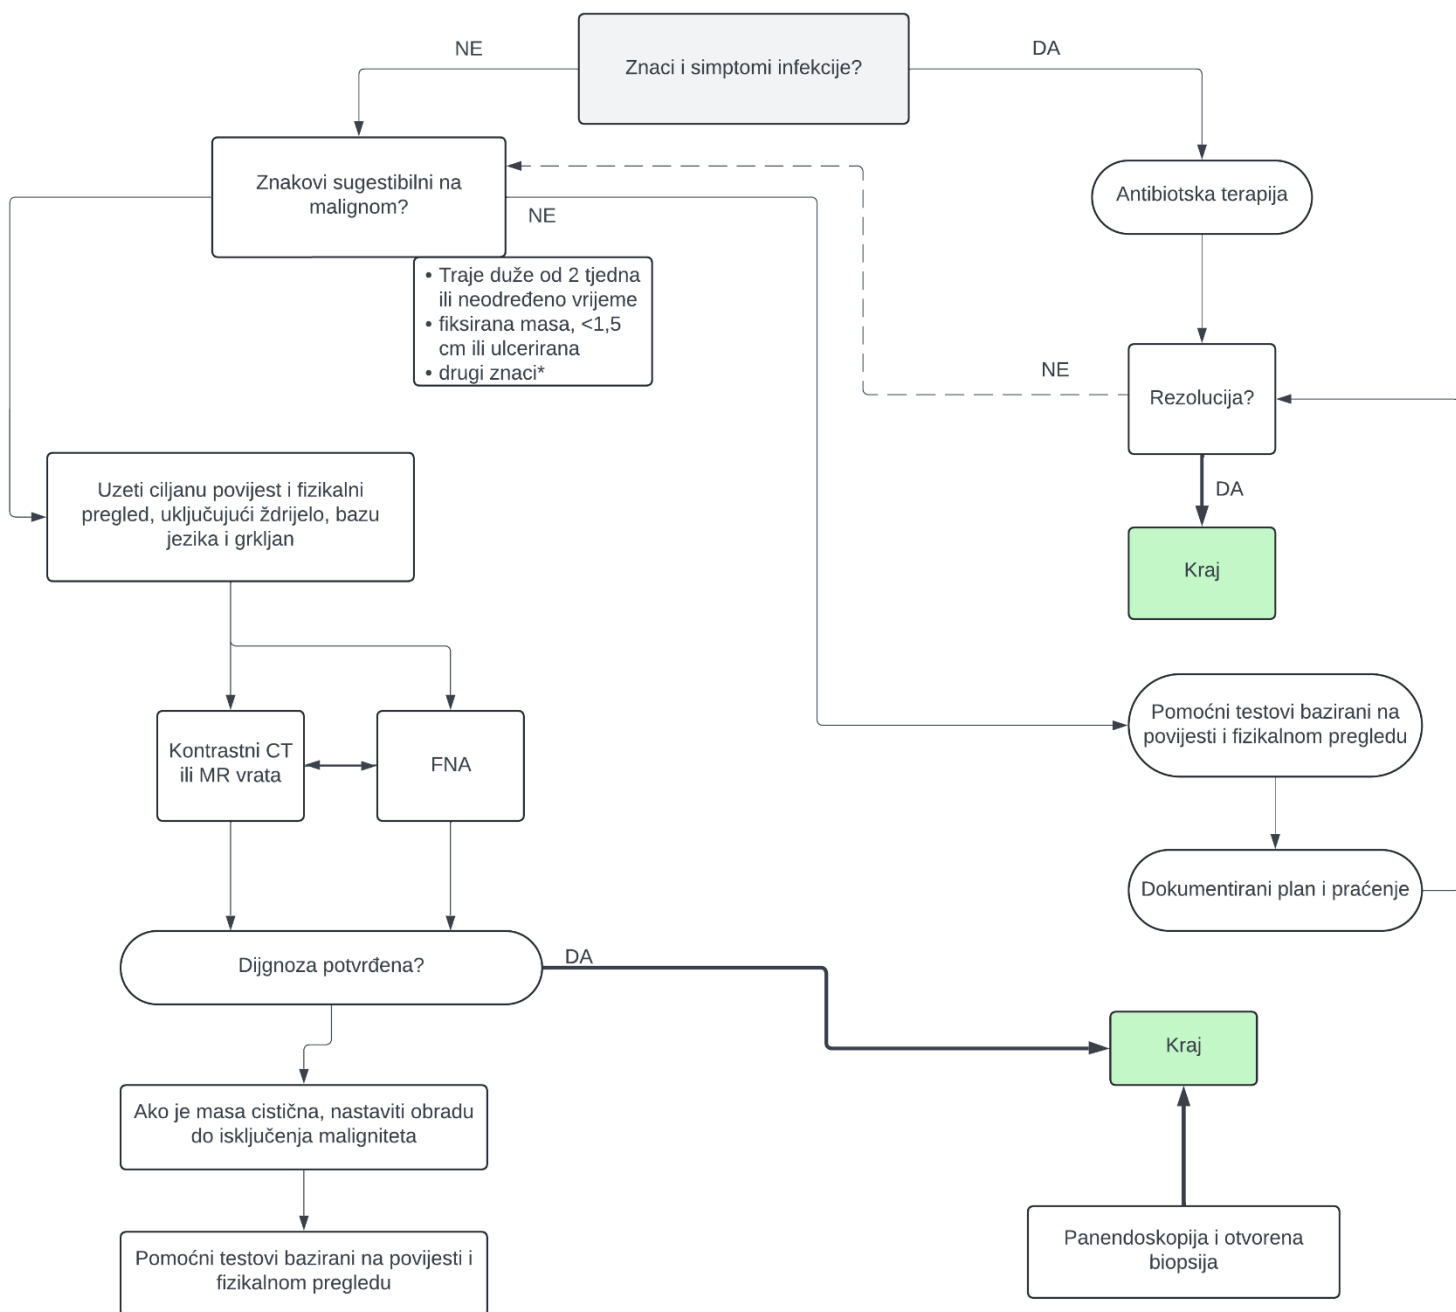 NE
Znaci i simptomi infekcije?
DA
Znakovi sugestibilni na
malignom?
NE
Antibiotska terapija
• Traje duže od 2 tjedna
ili neodređeno vrijeme
• fiksirana masa, <1,5
cm ili ulcerirana
• drugi znaci*
NE
Rezolucija?
DA
Kraj
Uzeti ciljanu povijest i fizikalni
pregled, uključujući ždrijelo, bazu
jezika i grkljan
Kontrastni CT
ili MR vrata
FNA
Pomoćni testovi bazirani na
povijesti i fizikalnom pregledu
Dokumentirani plan i praćenje
Dijgnoza potvrđena?
DA
Kraj
Ako je masa cistična, nastaviti obradu
do isključenja maligniteta
Pomoćni testovi bazirani na povijesti i
fizikalnom pregledu
Panendoskopija i otvorena
biopsija